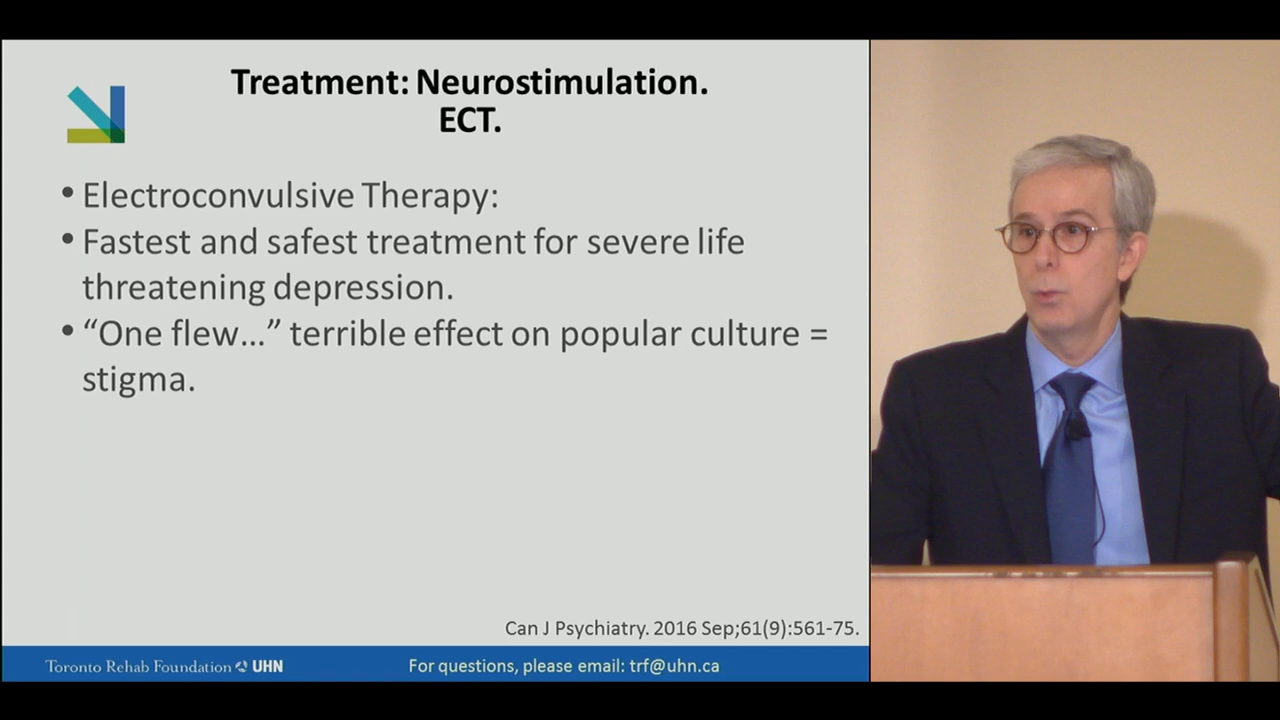 Treatment: Neurostimulation.
ECT.
• Electroconvulsive Therapy:
• Fastest and safest treatment for severe life
threatening depression.
• “One flew...” terrible effect on popular culture =
stigma.
Can J Psychiatry. 2016 Sep;61(9):561-75.
Toronto Rehab Foundation UHN
For questions, please email: trf@uhn.ca